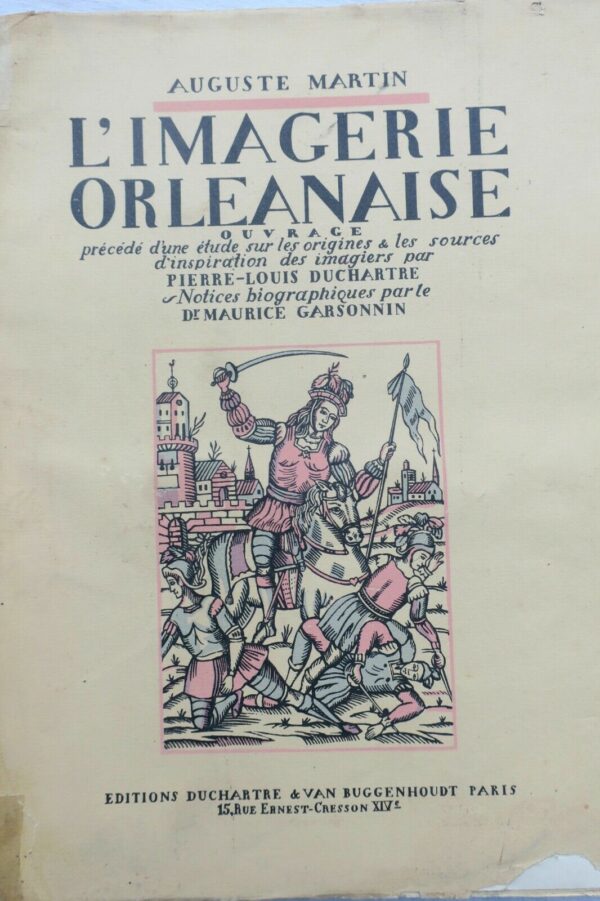 AUGUSTE MARTIN
L'IMAGERIE
ORLEANAISE
OUVRAGE
précédé d'une étude sur les origines & les sources
d'inspiration des imagiers par
PIERRE-LOUIS DUCHARTRE
Notices biographiques par le
Dr MAURICE GARSONNIN
EDITIONS DUCHARTRE & VAN BUGGENHOUDT PARIS
15, RUE ERNEST-CRESSON XIVe